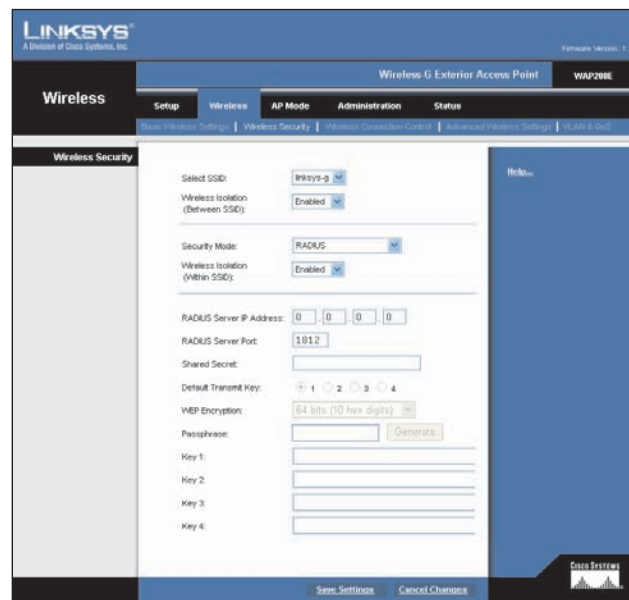 LINKSYS®
A Division of Cisco Systems, Inc.
Firmware Version: 1.
Wireless-G Exterior Access Point WAP200E
Wireless
Setup Wireless AP Mode Administration Status
Basic Wireless Settings | Wireless Security | Wireless Connection Control | Advanced Wireless Settings | VLAN & QoS
Wireless Security
Help...
Select SSID: linksys-g
Wireless Isolation
(Between SSID): Enabled
Security Mode: RADIUS
Wireless Isolation
(Within SSID): Enabled
RADIUS Server IP Address: 0 . 0 . 0 . 0
RADIUS Server Port: 1812
Shared Secret:
Default Transmit Key: 1 2 3 4
WEP Encryption: 64 bits (10 hex digits)
Passphrase: Generate
Key 1:
Key 2:
Key 3:
Key 4:
Save Settings Cancel Changes
Cisco Systems